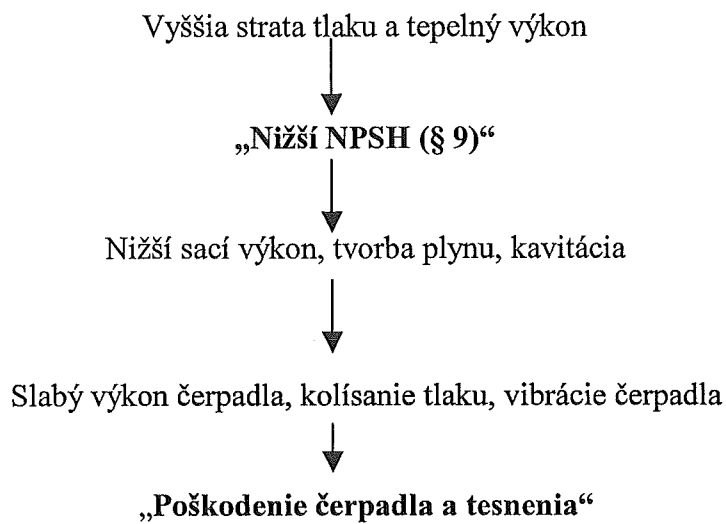 Vyššia strata tlaku a tepelný výkon
„Nižší NPSH (§ 9)“
Nižší sací výkon, tvorba plynu, kavitácia
Slabý výkon čerpadla, kolísanie tlaku, vibrácie čerpadla
„Poškodenie čerpadla a tesnenia“